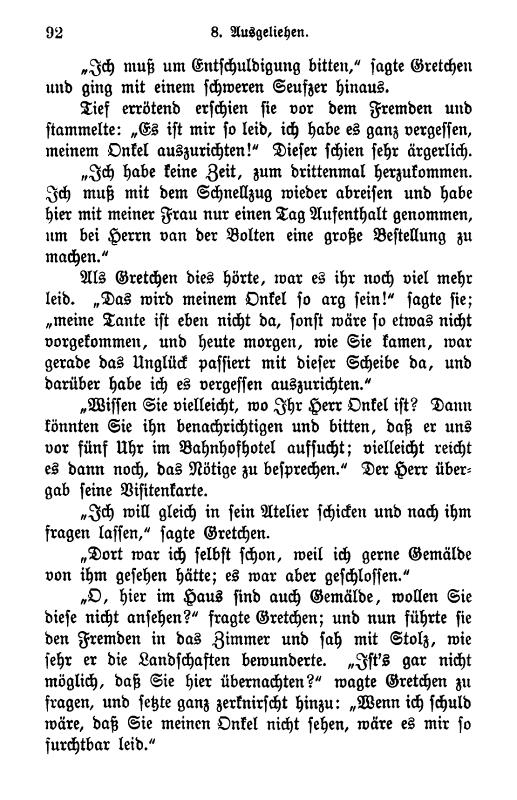 92 8. Ausgeliehen.
„Ich muß um Entschuldigung bitten,“ sagte Gretchen
und ging mit einem schweren Seufzer hinaus.
Tief errötend erschien sie vor dem Fremden und
stammelte: „Es ist mir so leid, ich habe es ganz vergessen,
meinem Onkel auszurichten!“ Dieser schien sehr ärgerlich.
„Ich habe keine Zeit, zum drittenmal herzukommen.
Ich muß mit dem Schnellzug wieder abreisen und habe
hier mit meiner Frau nur einen Tag Aufenthalt genommen,
um bei Herrn van der Bolten eine große Bestellung zu
machen.“
Als Gretchen dies hörte, war es ihr noch viel mehr
leid. „Das wird meinem Onkel so arg sein!“ sagte sie;
„meine Tante ist eben nicht da, sonst wäre so etwas nicht
vorgekommen, und heute morgen, wie Sie kamen, war
gerade das Unglück passiert mit dieser Scheibe da, und
darüber habe ich es vergessen auszurichten.“
„Wissen Sie vielleicht, wo Ihr Herr Onkel ist? Dann
könnten Sie ihn benachrichtigen und bitten, daß er uns
vor fünf Uhr im Bahnhofhotel aufsucht; vielleicht reicht
es dann noch, das Nötige zu besprechen.“ Der Herr über-
gab seine Visitenkarte.
„Ich will gleich in sein Atelier schicken und nach ihm
fragen lassen,“ sagte Gretchen.
„Dort war ich selbst schon, weil ich gerne Gemälde
von ihm gesehen hätte; es war aber geschlossen.“
„O, hier im Haus sind auch Gemälde, wollen Sie
diese nicht ansehen?“ fragte Gretchen; und nun führte sie
den Fremden in das Zimmer und sah mit Stolz, wie
sehr er die Landschaften bewunderte. „Ist's gar nicht
möglich, daß Sie hier übernachten?“ wagte Gretchen zu
fragen, und setzte ganz zerknirscht hinzu: „Wenn ich schuld
wäre, daß Sie meinen Onkel nicht sehen, wäre es mir so
furchtbar leid.“